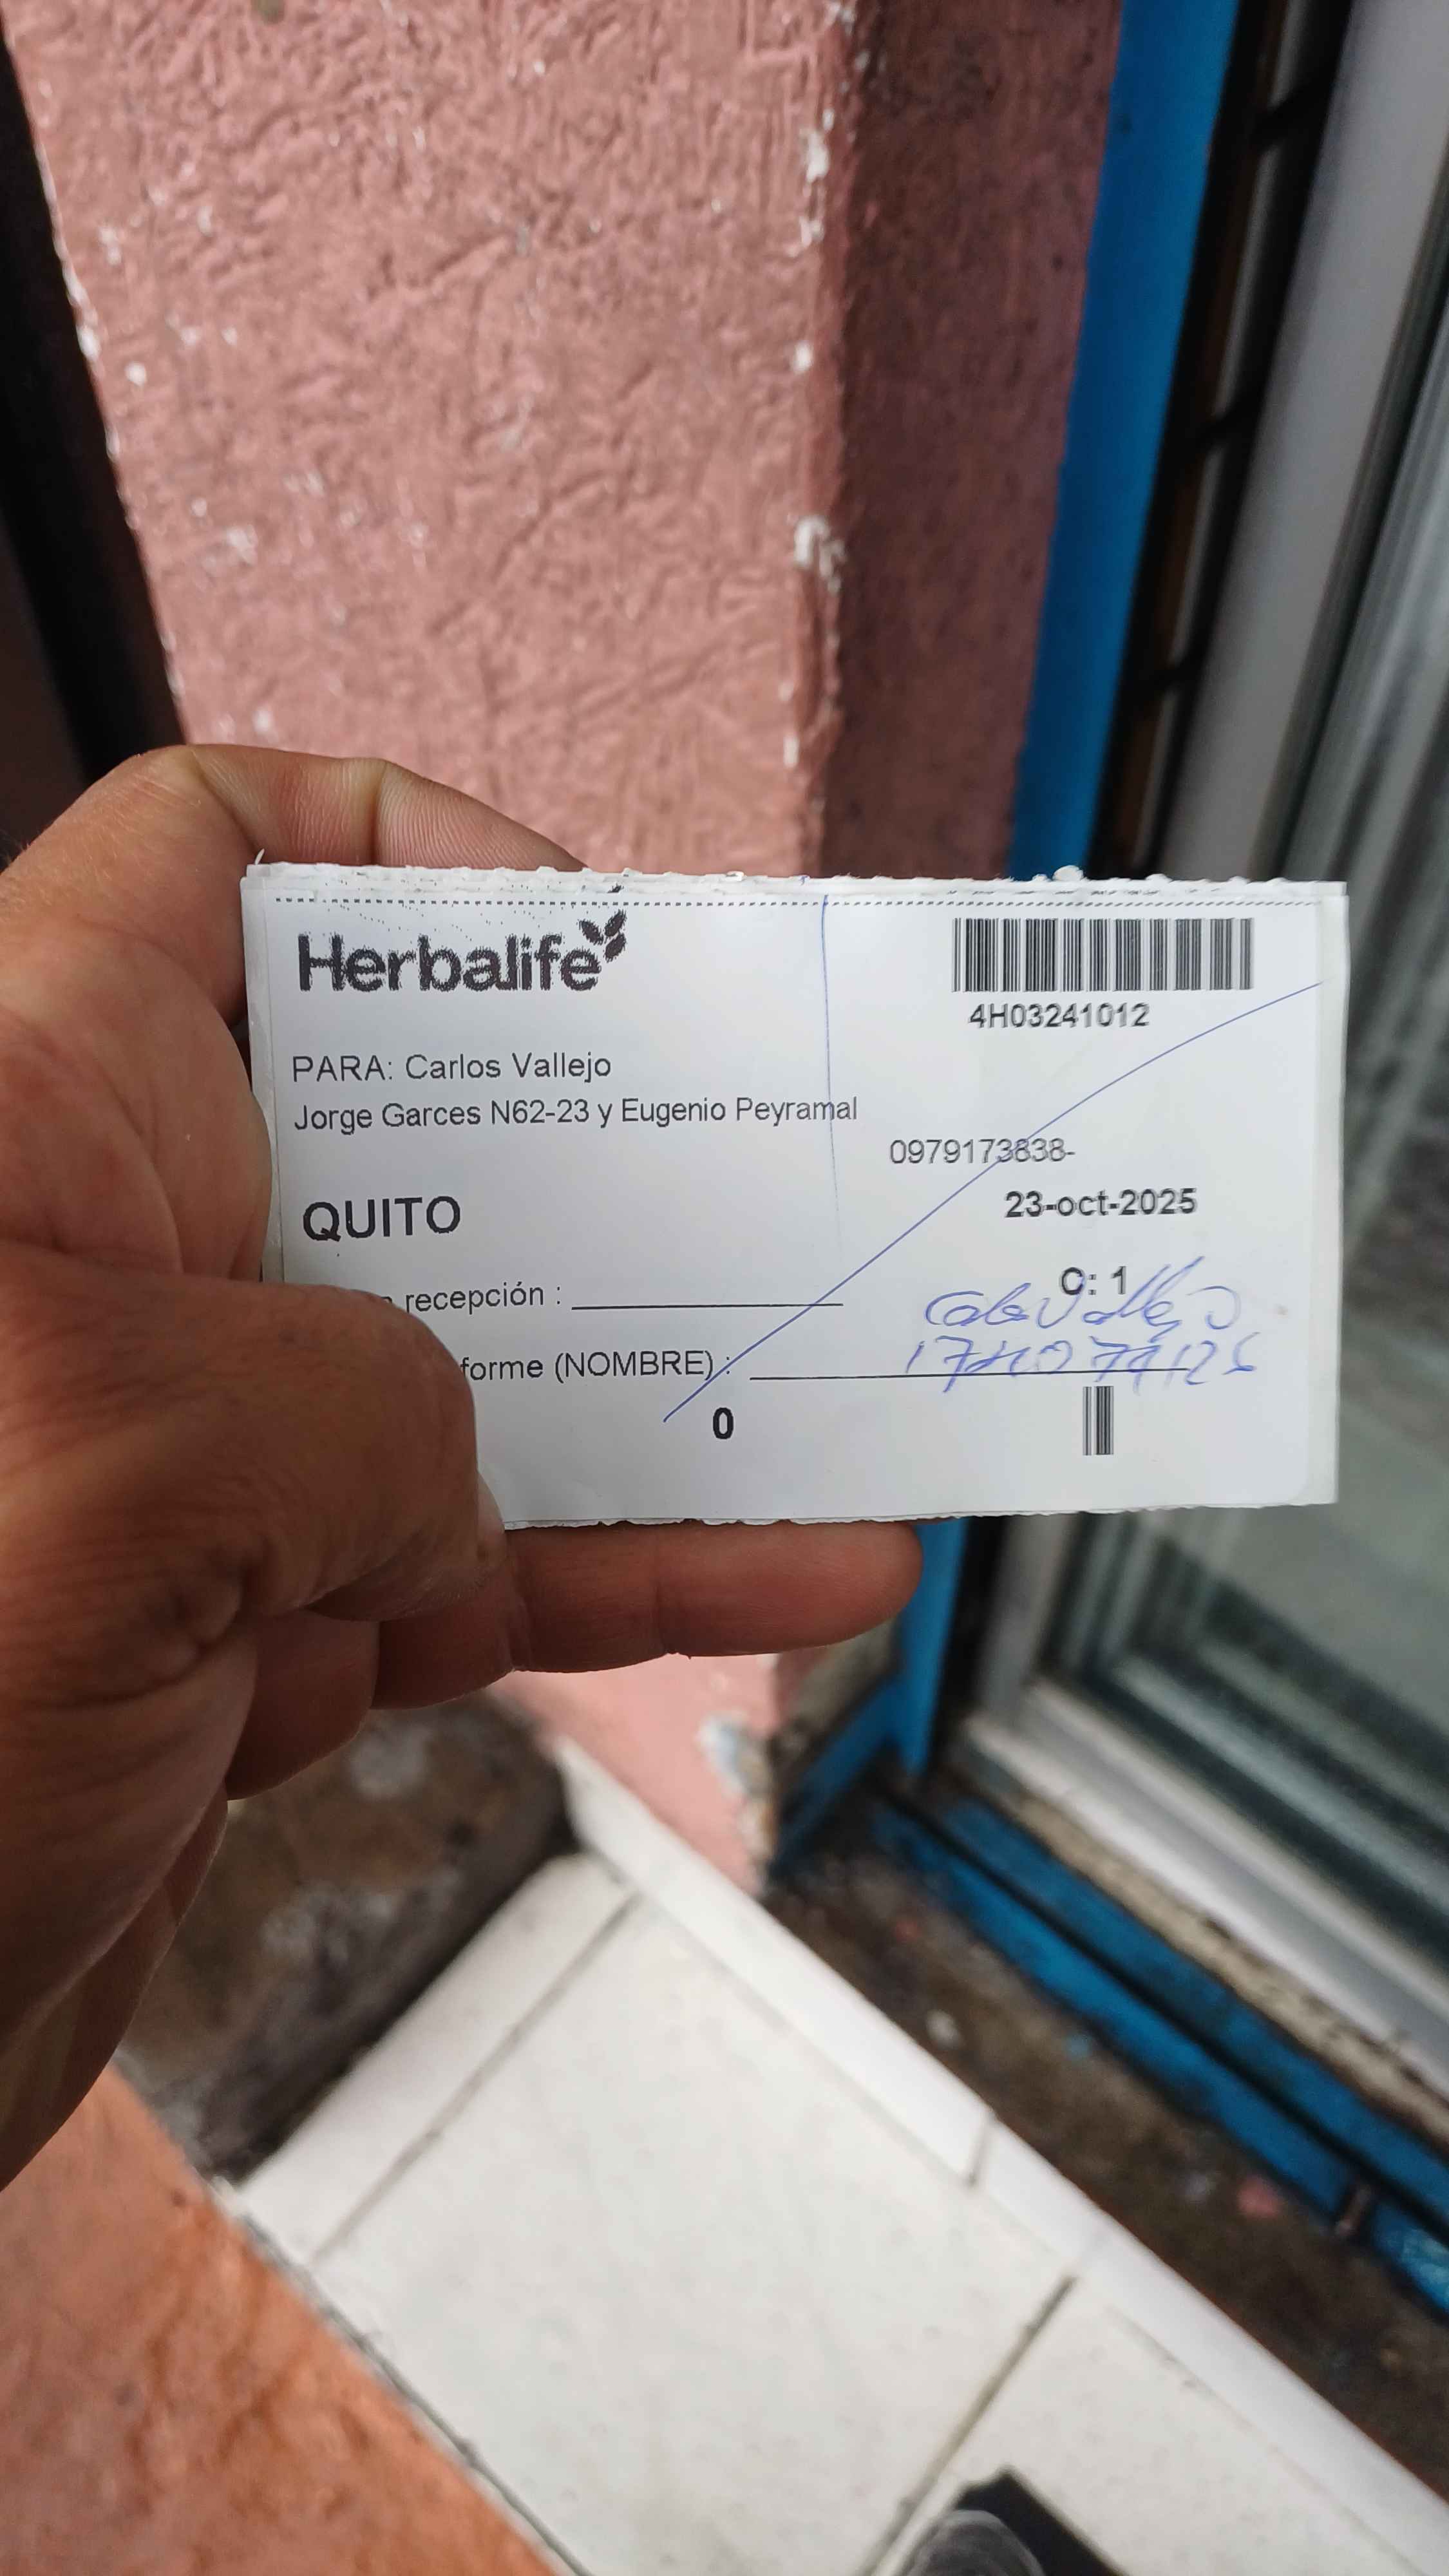 Herbalife
4H03241012
PARA: Carlos Vallejo
Jorge Garces N62-23 y Eugenio Peyramal
0979173838-
QUITO
23-oct-2025
C: 1
recepción :
Vallejo
forme (NOMBRE) :
0